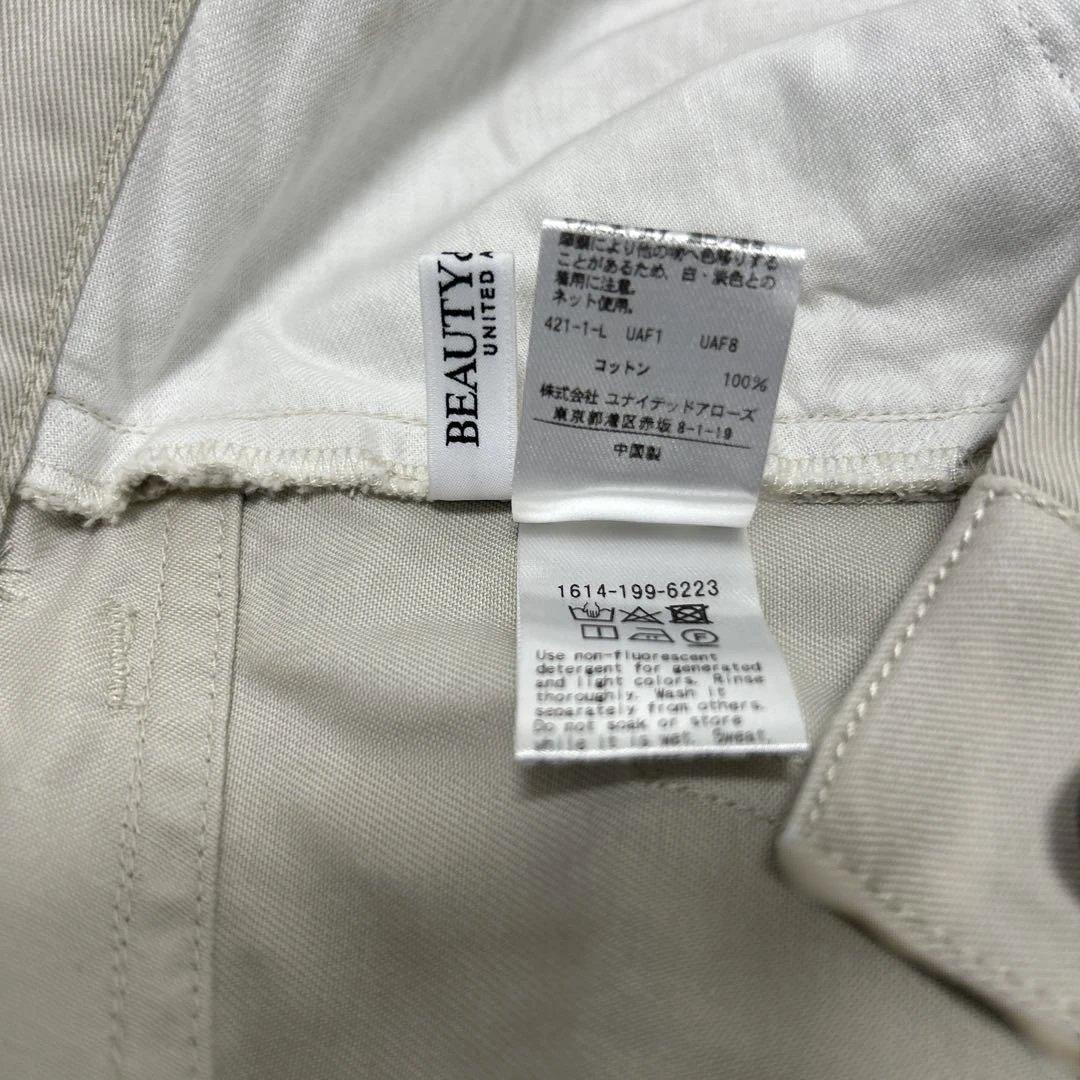 BEAUTY&
UNITED A
摩擦により他の物へ色移りする
ことがあるため、白・淡色との
着用に注意。
ネット使用。
421-1-L UAF1 UAF8
コットン 100%
株式会社 ユナイテッドアローズ
東京都港区赤坂 8-1-19
中国製
1614-199-6223
F
Use non-fluorescent
detergent for generated
and light colors. Rinse
thoroughly. Wash it
separately from others.
Do not soak or store
while it is wet. Sweat,